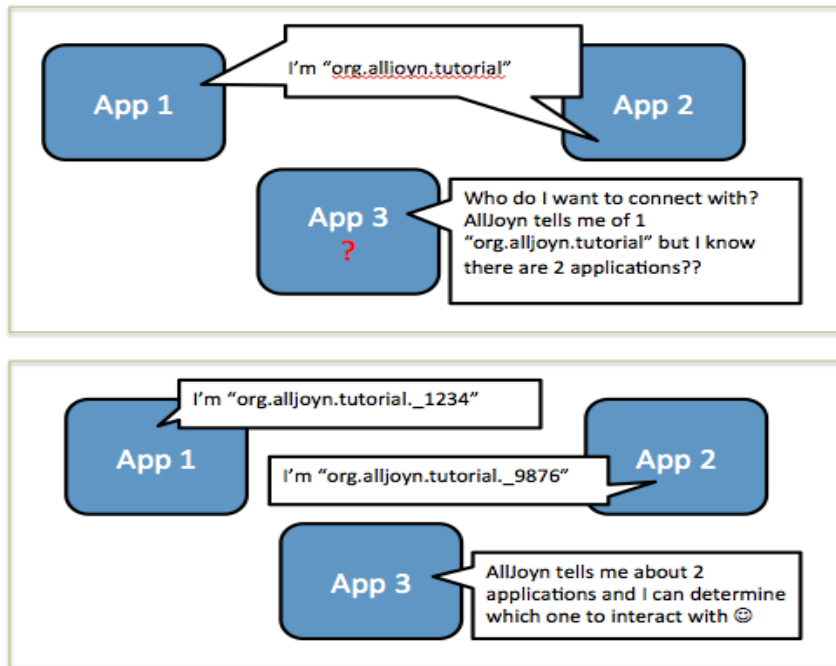 I'm “org.alljoyn.tutorial”
App 1
App 2
App 3
?
Who do I want to connect with?
AllJoyn tells me of 1
“org.alljoyn.tutorial” but I know
there are 2 applications??
I'm “org.alljoyn.tutorial._1234”
App 1
I'm “org.alljoyn.tutorial._9876”
App 2
App 3
AllJoyn tells me about 2
applications and I can determine
which one to interact with ☺